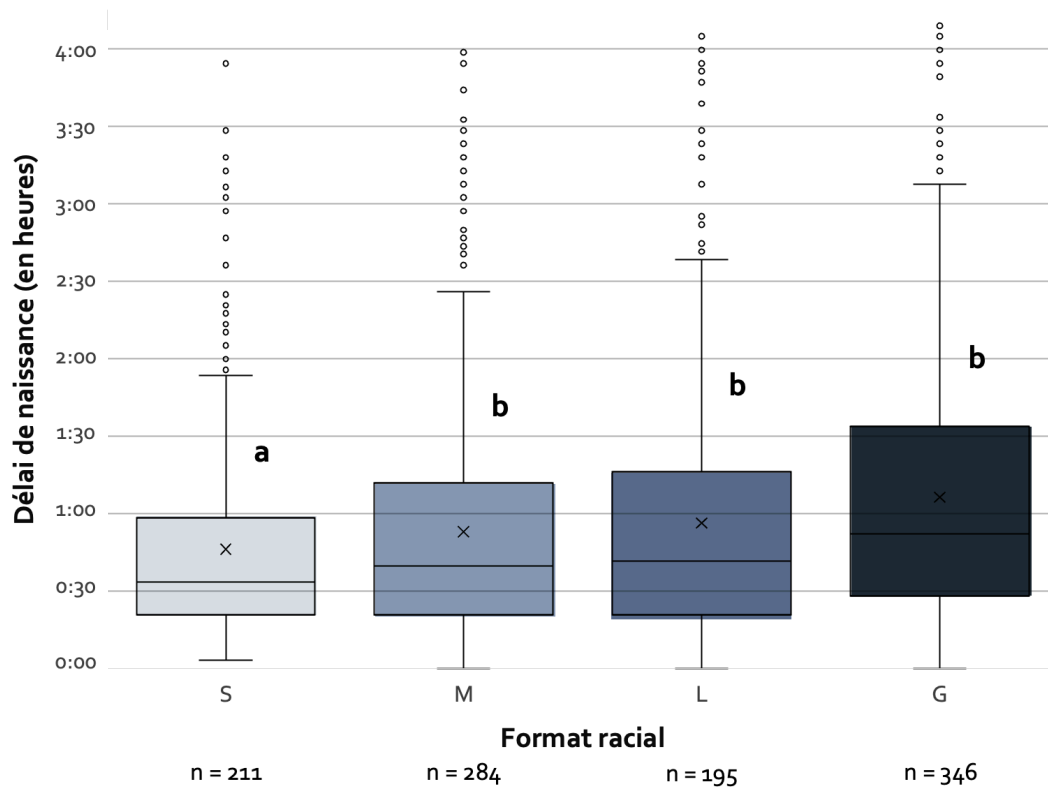 Délai de naissance (en heures)
4:00
3:30
3:00
2:30
2:00
1:30
1:00
0:30
0:00
a
b
b
b
S M L G
Format racial
n = 211 n = 284 n = 195 n = 346